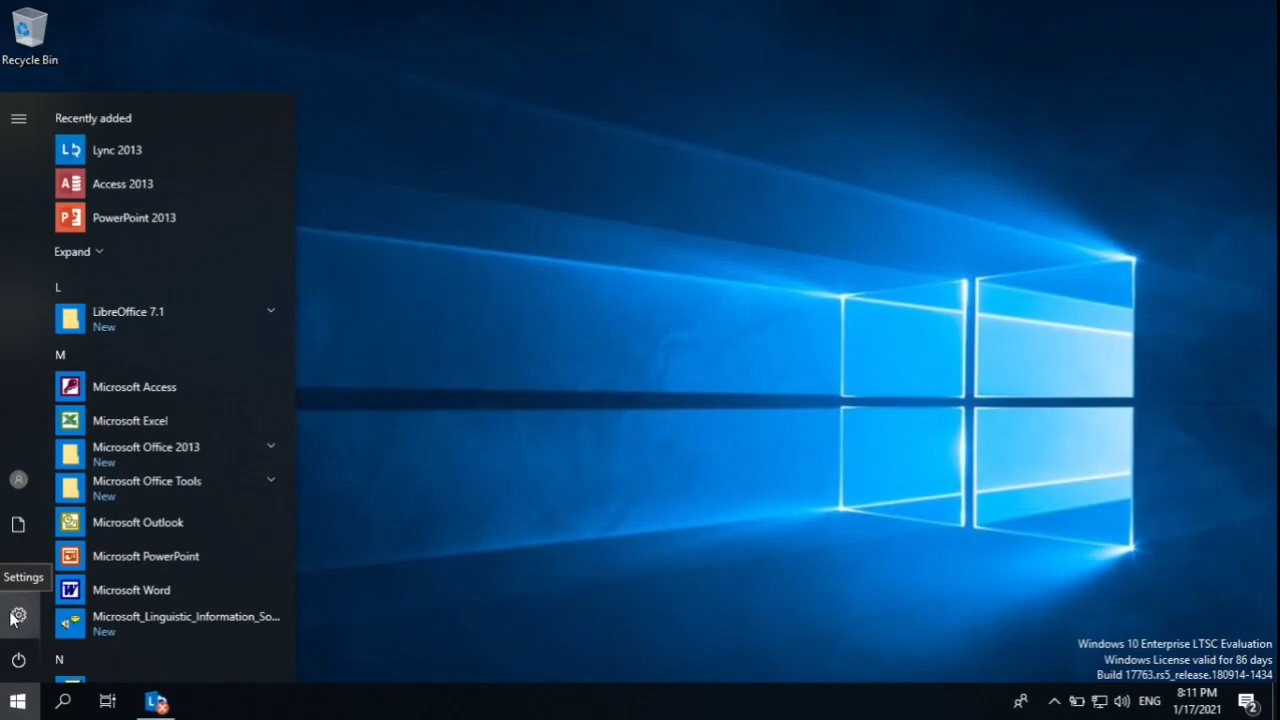 Recycle Bin
Recently added
Lync 2013
Access 2013
PowerPoint 2013
Expand
L
LibreOffice 7.1
New
M
Microsoft Access
Microsoft Excel
Microsoft Office 2013
New
Microsoft Office Tools
New
Microsoft Outlook
Settings
Microsoft PowerPoint
Microsoft Word
Microsoft_Linguistic_Information_So...
New
N
Windows 10 Enterprise LTSC Evaluation
Windows License valid for 86 days
Build 17763.rs5_release.180914-1434
ENG
8:11 PM
1/17/2021
2